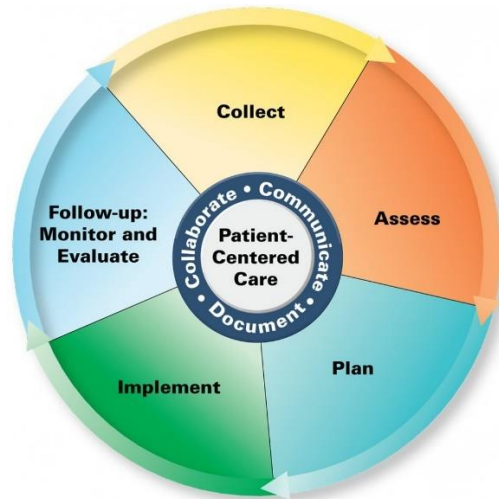 Collect
Assess
Plan
Implement
Follow-up:
Monitor and
Evaluate
Collaborate • Communicate • Document •
Patient-
Centered
Care